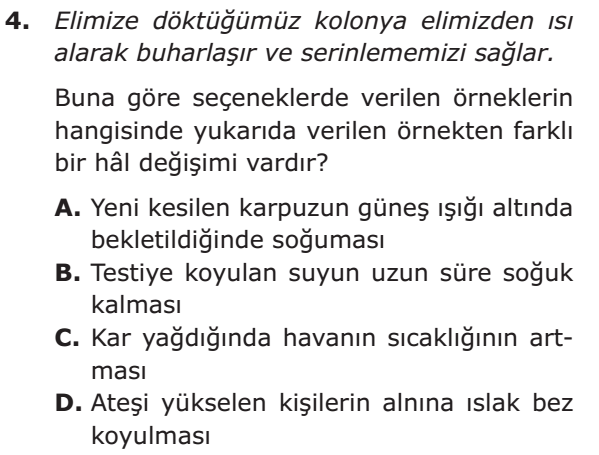 4. Elimize döktüğümüz kolonya elimizden ısı
alarak buharlaşır ve serinlememizi sağlar.
Buna göre seçeneklerde verilen örneklerin
hangisinde yukarıda verilen örnekten farklı
bir hâl değişimi vardır?
A. Yeni kesilen karpuzun güneş ışığı altında
bekletildiğinde soğuması
B. Testiye koyulan suyun uzun süre soğuk
kalması
C. Kar yağdığında havanın sıcaklığının art-
ması
D. Ateşi yükselen kişilerin alnına ıslak bez
koyulması